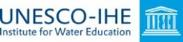 UNESCO-IHE
Institute for Water Education